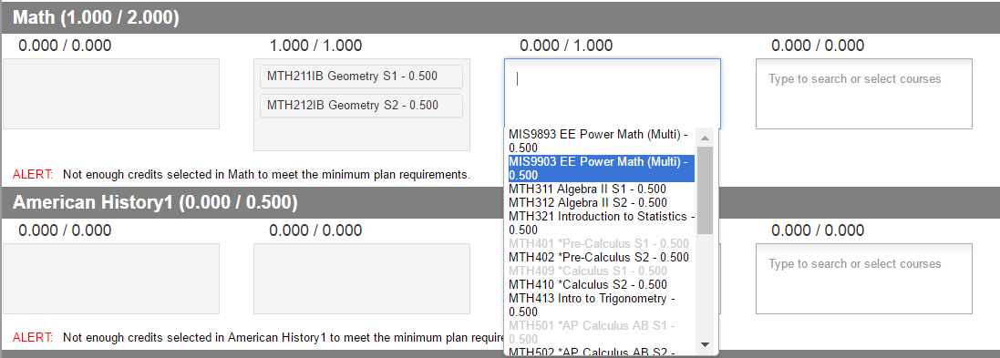 Math (1.000 / 2.000)
0.000 / 0.000
1.000 / 1.000
0.000 / 1.000
0.000 / 0.000
MTH211IB Geometry S1 - 0.500
MTH212IB Geometry S2 - 0.500
Type to search or select courses
MIS9893 EE Power Math (Multi) -
0.500
MIS9903 EE Power Math (Multi) -
0.500
MTH311 Algebra II S1 - 0.500
MTH312 Algebra II S2 - 0.500
MTH321 Introduction to Statistics -
0.500
MTH401 *Pre-Calculus S1 - 0.500
MTH402 *Pre-Calculus S2 - 0.500
MTH409 *Calculus S1 - 0.500
MTH410 *Calculus S2 - 0.500
MTH413 Intro to Trigonometry -
0.500
MTH501 *AP Calculus AB S1 -
0.500
MTH502 *AP Calculus AB S2 -
ALERT: Not enough credits selected in Math to meet the minimum plan requirements.
American History1 (0.000 / 0.500)
0.000 / 0.000
0.000 / 0.000
0.000 / 0.000
Type to search or select courses
ALERT: Not enough credits selected in American History1 to meet the minimum plan require